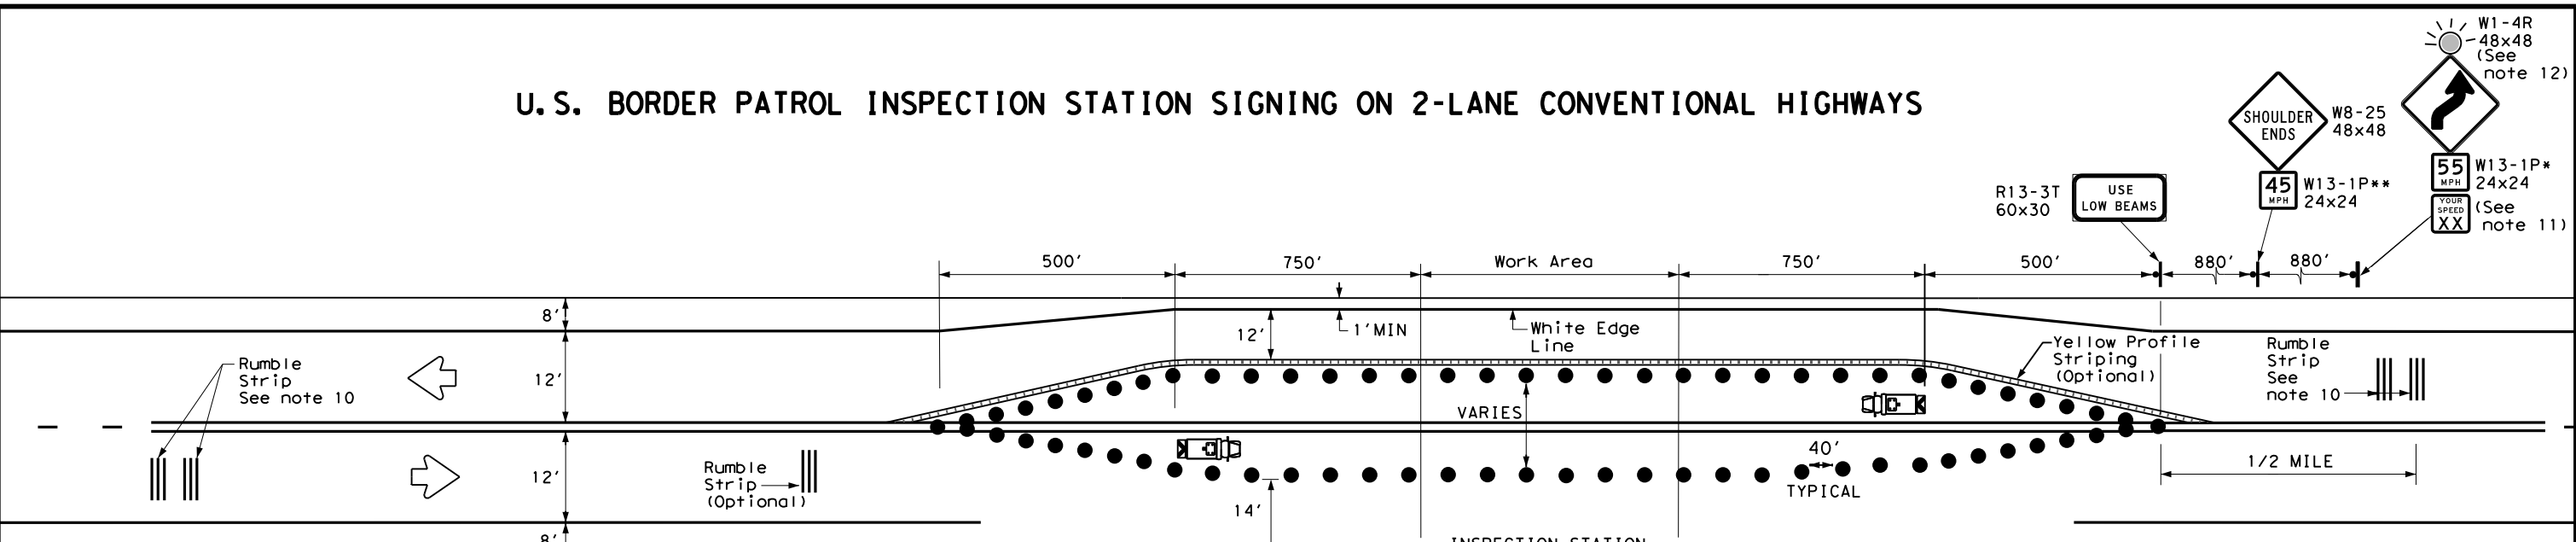 W1-4R
48x48
(See
note 12)
U.S. BORDER PATROL INSPECTION STATION SIGNING ON 2-LANE CONVENTIONAL HIGHWAYS
SHOULDER
ENDS
W8-25
48x48
55
MPH
W13-1P*
24x24
45
MPH
W13-1P**
24x24
R13-3T
60x30
USE
LOW BEAMS
YOUR
SPEED
XX
(See
note 11)
500'
750'
Work Area
750'
500'
880'
880'
8'
12'
1'MIN
White Edge
Line
Yellow Profile
Striping
(Optional)
Rumble
Strip
See
note 10
Rumble
Strip
See note 10
12'
VARIES
40'
TYPICAL
1/2 MILE
12'
Rumble
Strip
(Optional)
14'
8'
INSPECTION STATION